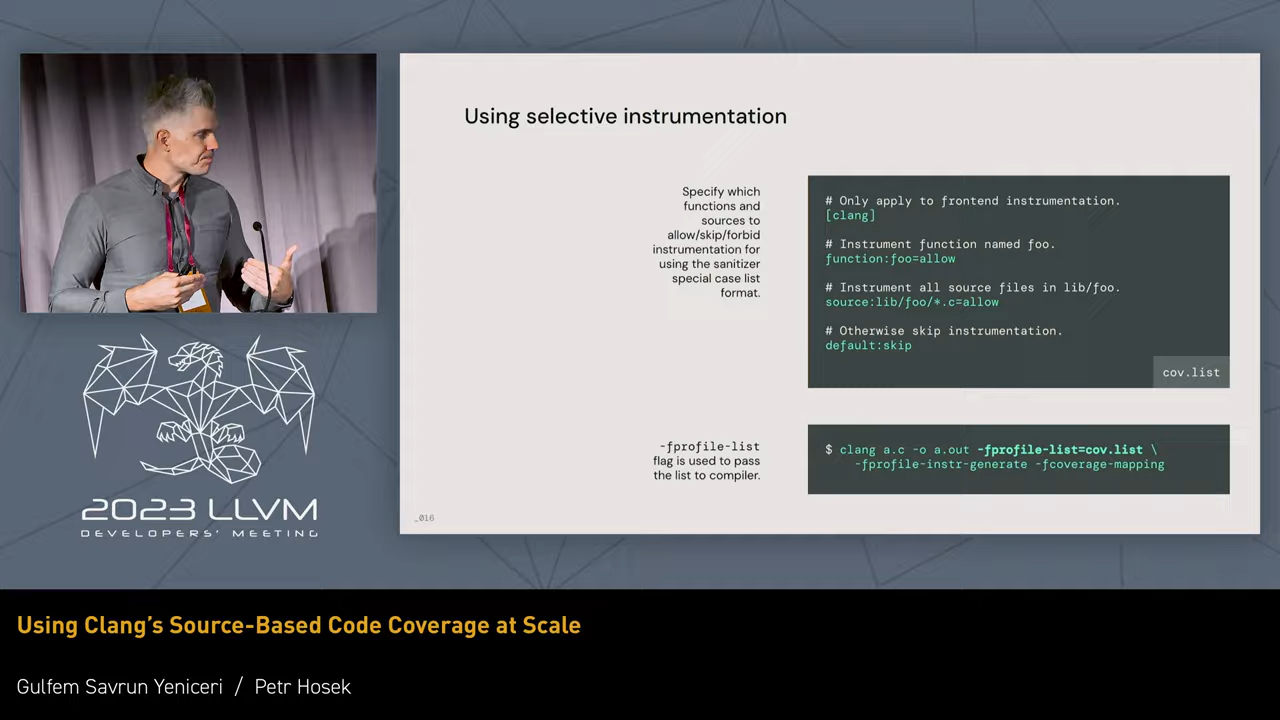 Using selective instrumentation
Specify which
functions and
sources to
allow/skip/forbid
instrumentation for
using the sanitizer
special case list
format.
# Only apply to frontend instrumentation.
[clang]
# Instrument function named foo.
function:foo=allow
# Instrument all source files in lib/foo.
source:lib/foo/*.c=allow
# Otherwise skip instrumentation.
default:skip
cov.list
-fprofile-list
flag is used to pass
the list to compiler.
$ clang a.c -o a.out -fprofile-list=cov.list \
-fprofile-instr-generate -fcoverage-mapping
_016
2023 LLVM
DEVELOPERS' MEETING
Using Clang’s Source-Based Code Coverage at Scale
Gulfem Savrun Yeniceri / Petr Hosek